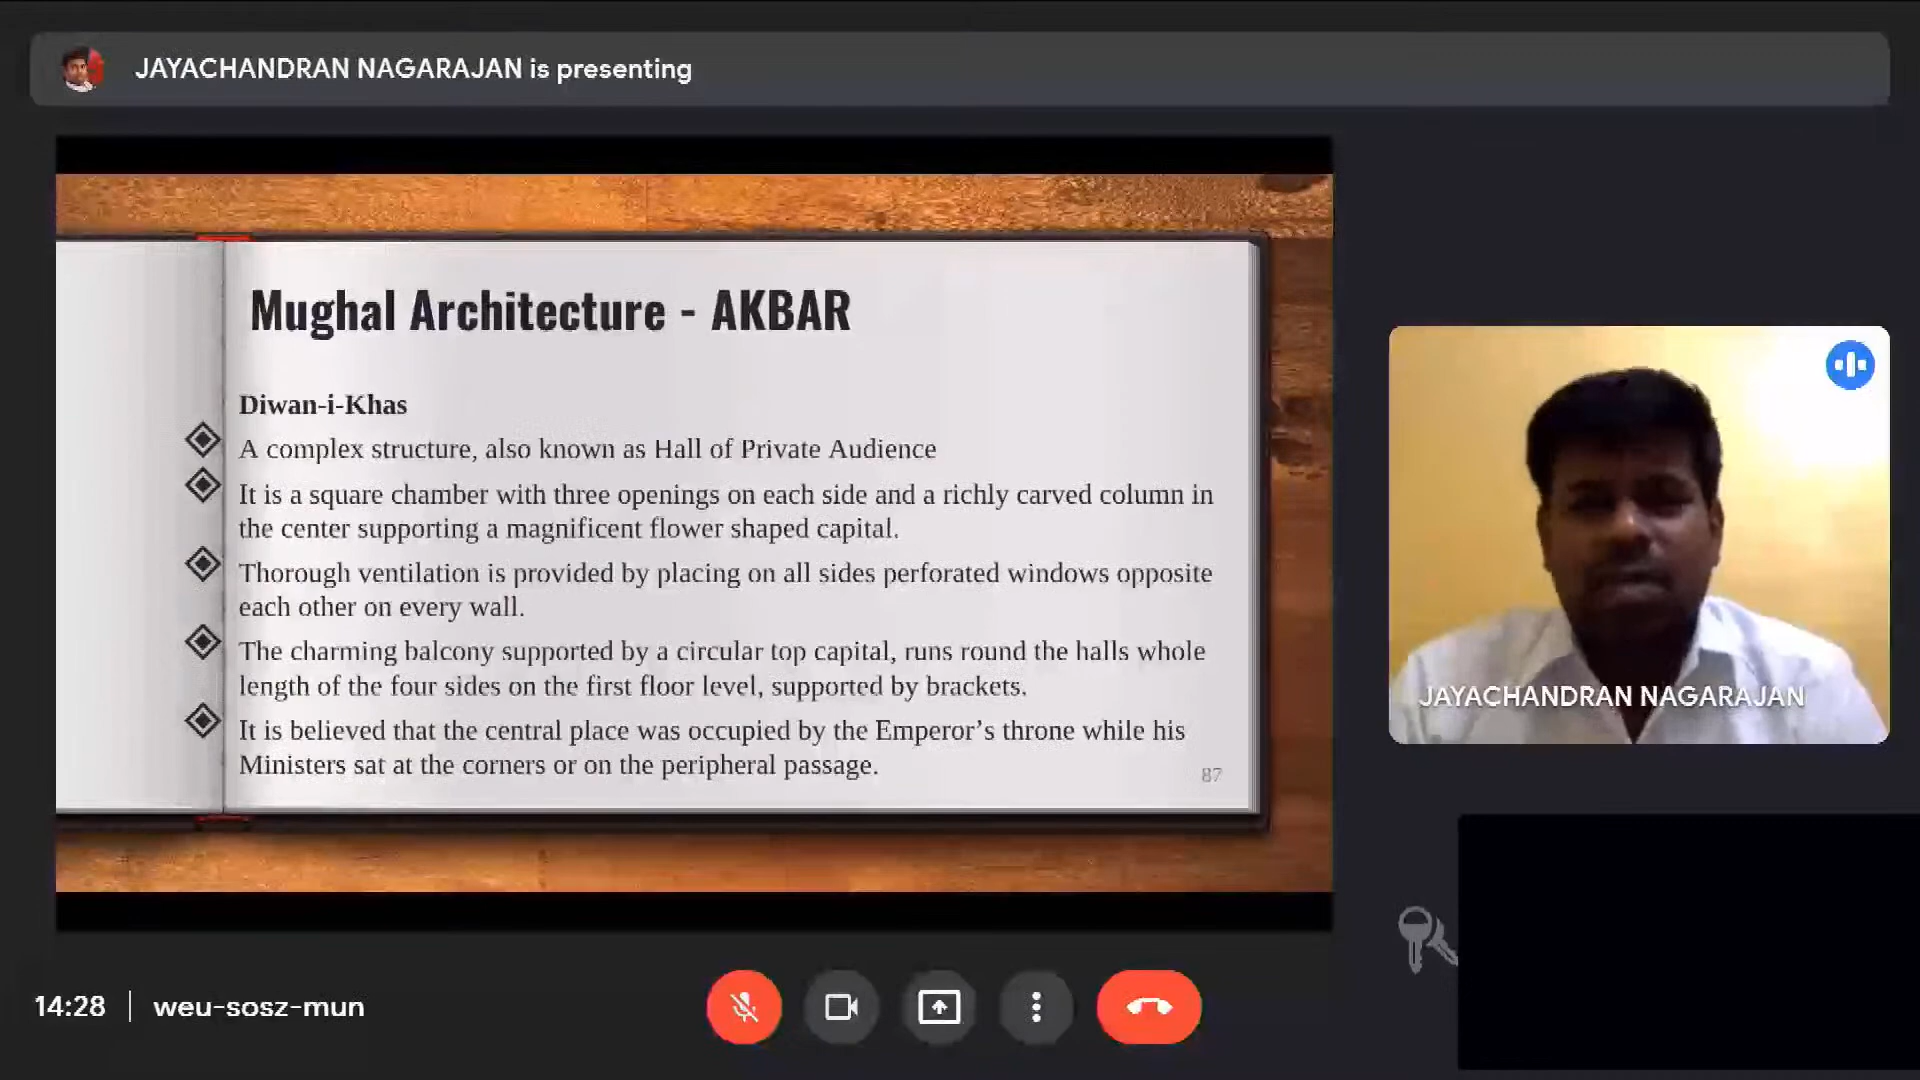 JAYACHANDRAN NAGARAJAN is presenting
Mughal Architecture - AKBAR
Diwan-i-Khas
A complex structure, also known as Hall of Private Audience
It is a square chamber with three openings on each side and a richly carved column in
the center supporting a magnificent flower shaped capital.
Thorough ventilation is provided by placing on all sides perforated windows opposite
each other on every wall.
The charming balcony supported by a circular top capital, runs round the halls whole
length of the four sides on the first floor level, supported by brackets.
It is believed that the central place was occupied by the Emperor’s throne while his
Ministers sat at the corners or on the peripheral passage.
87
JAYACHANDRAN NAGARAJAN
14:28 | weu-sosz-mun